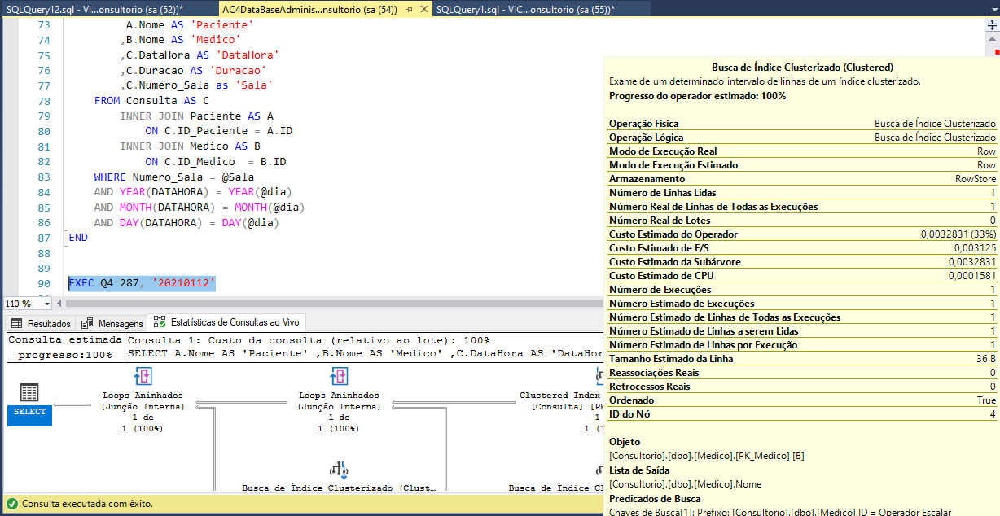 SQLQuery12.sql - VI...onsultorio (sa (52))*
AC4DataBaseAdminis...nsultorio (sa (54))
SQLQuery1.sql - VIC...onsultorio (sa (55))*
73 A.Nome AS 'Paciente'
74 ,B.Nome AS 'Medico'
75 ,C.DataHora AS 'DataHora'
76 ,C.Duracao AS 'Duracao'
77 ,C.Numero_Sala as 'Sala'
78 FROM Consulta AS C
79 INNER JOIN Paciente AS A
80 ON C.ID_Paciente = A.ID
81 INNER JOIN Medico AS B
82 ON C.ID_Medico = B.ID
83 WHERE Numero_Sala = @Sala
84 AND YEAR(DATAHORA) = YEAR(@dia)
85 AND MONTH(DATAHORA) = MONTH(@dia)
86 AND DAY(DATAHORA) = DAY(@dia)
87 END
88
89
90 EXEC Q4 287, '20210112'
110 %
Resultados Mensagens Estatísticas de Consultas ao Vivo
Consulta estimada
progresso:100%
Consulta 1: Custo da consulta (relativo ao lote): 100%
SELECT A.Nome AS 'Paciente' ,B.Nome AS 'Medico' ,C.DataHora AS 'DataHor
SELECT
Loops Aninhados
(Junção Interna)
1 de
1 (100%)
Loops Aninhados
(Junção Interna)
1 de
1 (100%)
Clustered Index
[Consulta].[PK
1
1 (1
Busca de Índice Clusterizado (Clust...
Busca de Índice Cl
Consulta executada com êxito.
Busca de Índice Clusterizado (Clustered)
Exame de um determinado intervalo de linhas de um índice clusterizado.
Progresso do operador estimado: 100%
Operação Física Busca de Índice Clusterizado
Operação Lógica Busca de Índice Clusterizado
Modo de Execução Real Row
Modo de Execução Estimado Row
Armazenamento RowStore
Número de Linhas Lidas 1
Número Real de Linhas de Todas as Execuções 1
Número Real de Lotes 0
Custo Estimado do Operador 0,0032831 (33%)
Custo Estimado de E/S 0,003125
Custo Estimado da Subárvore 0,0032831
Custo Estimado de CPU 0,0001581
Número de Execuções 1
Número Estimado de Execuções 1
Número Estimado de Linhas de Todas as Execuções 1
Número Estimado de Linhas a serem Lidas 1
Número Estimado de Linhas por Execução 1
Tamanho Estimado da Linha 36 B
Reassociações Reais 0
Retrocessos Reais 0
Ordenado True
ID do Nó 4
Objeto
[Consultorio].[dbo].[Medico].[PK_Medico] [B]
Lista de Saída
[Consultorio].[dbo].[Medico].Nome
Predicados de Busca
Chaves de Busca[1]: Prefixo: [Consultorio].[dbo].[Medico].ID = Operador Escalar